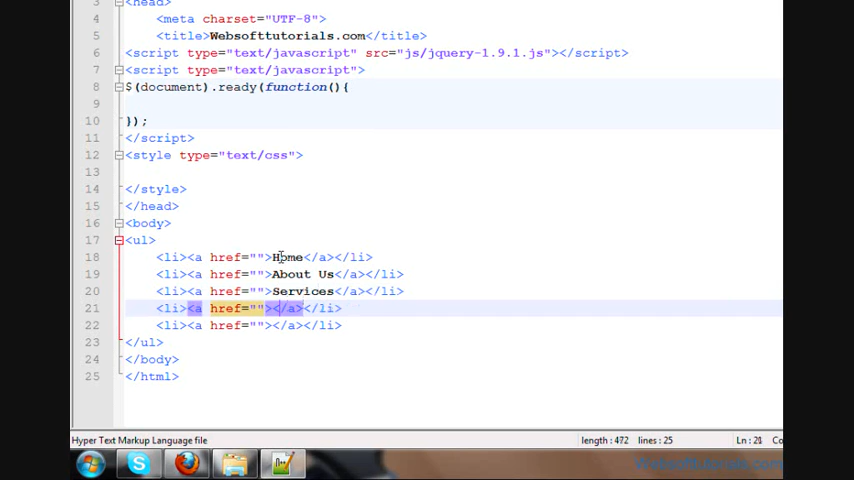 3 <head>
4 <meta charset="UTF-8">
5 <title>Websofttutorials.com</title>
6 <script type="text/javascript" src="js/jquery-1.9.1.js"></script>
7 <script type="text/javascript">
8 $(document).ready(function(){
9
10 });
11 </script>
12 <style type="text/css">
13
14 </style>
15 </head>
16 <body>
17 <ul>
18 <li><a href="">Home</a></li>
19 <li><a href="">About Us</a></li>
20 <li><a href="">Services</a></li>
21 <li><a href=""></a></li>
22 <li><a href=""></a></li>
23 </ul>
24 </body>
25 </html>
Hyper Text Markup Language file length : 472 lines : 25 Ln : 21 Co